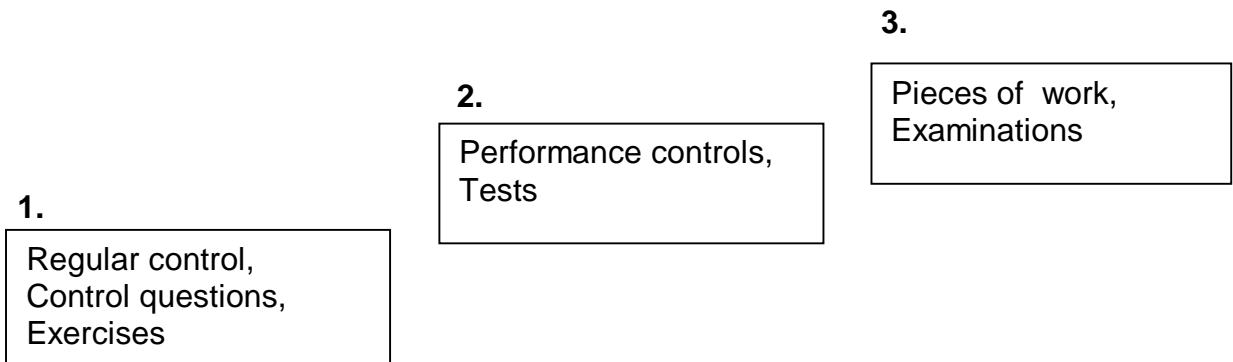 3.
Pieces of work,
Examinations
2.
Performance controls,
Tests
1.
Regular control,
Control questions,
Exercises